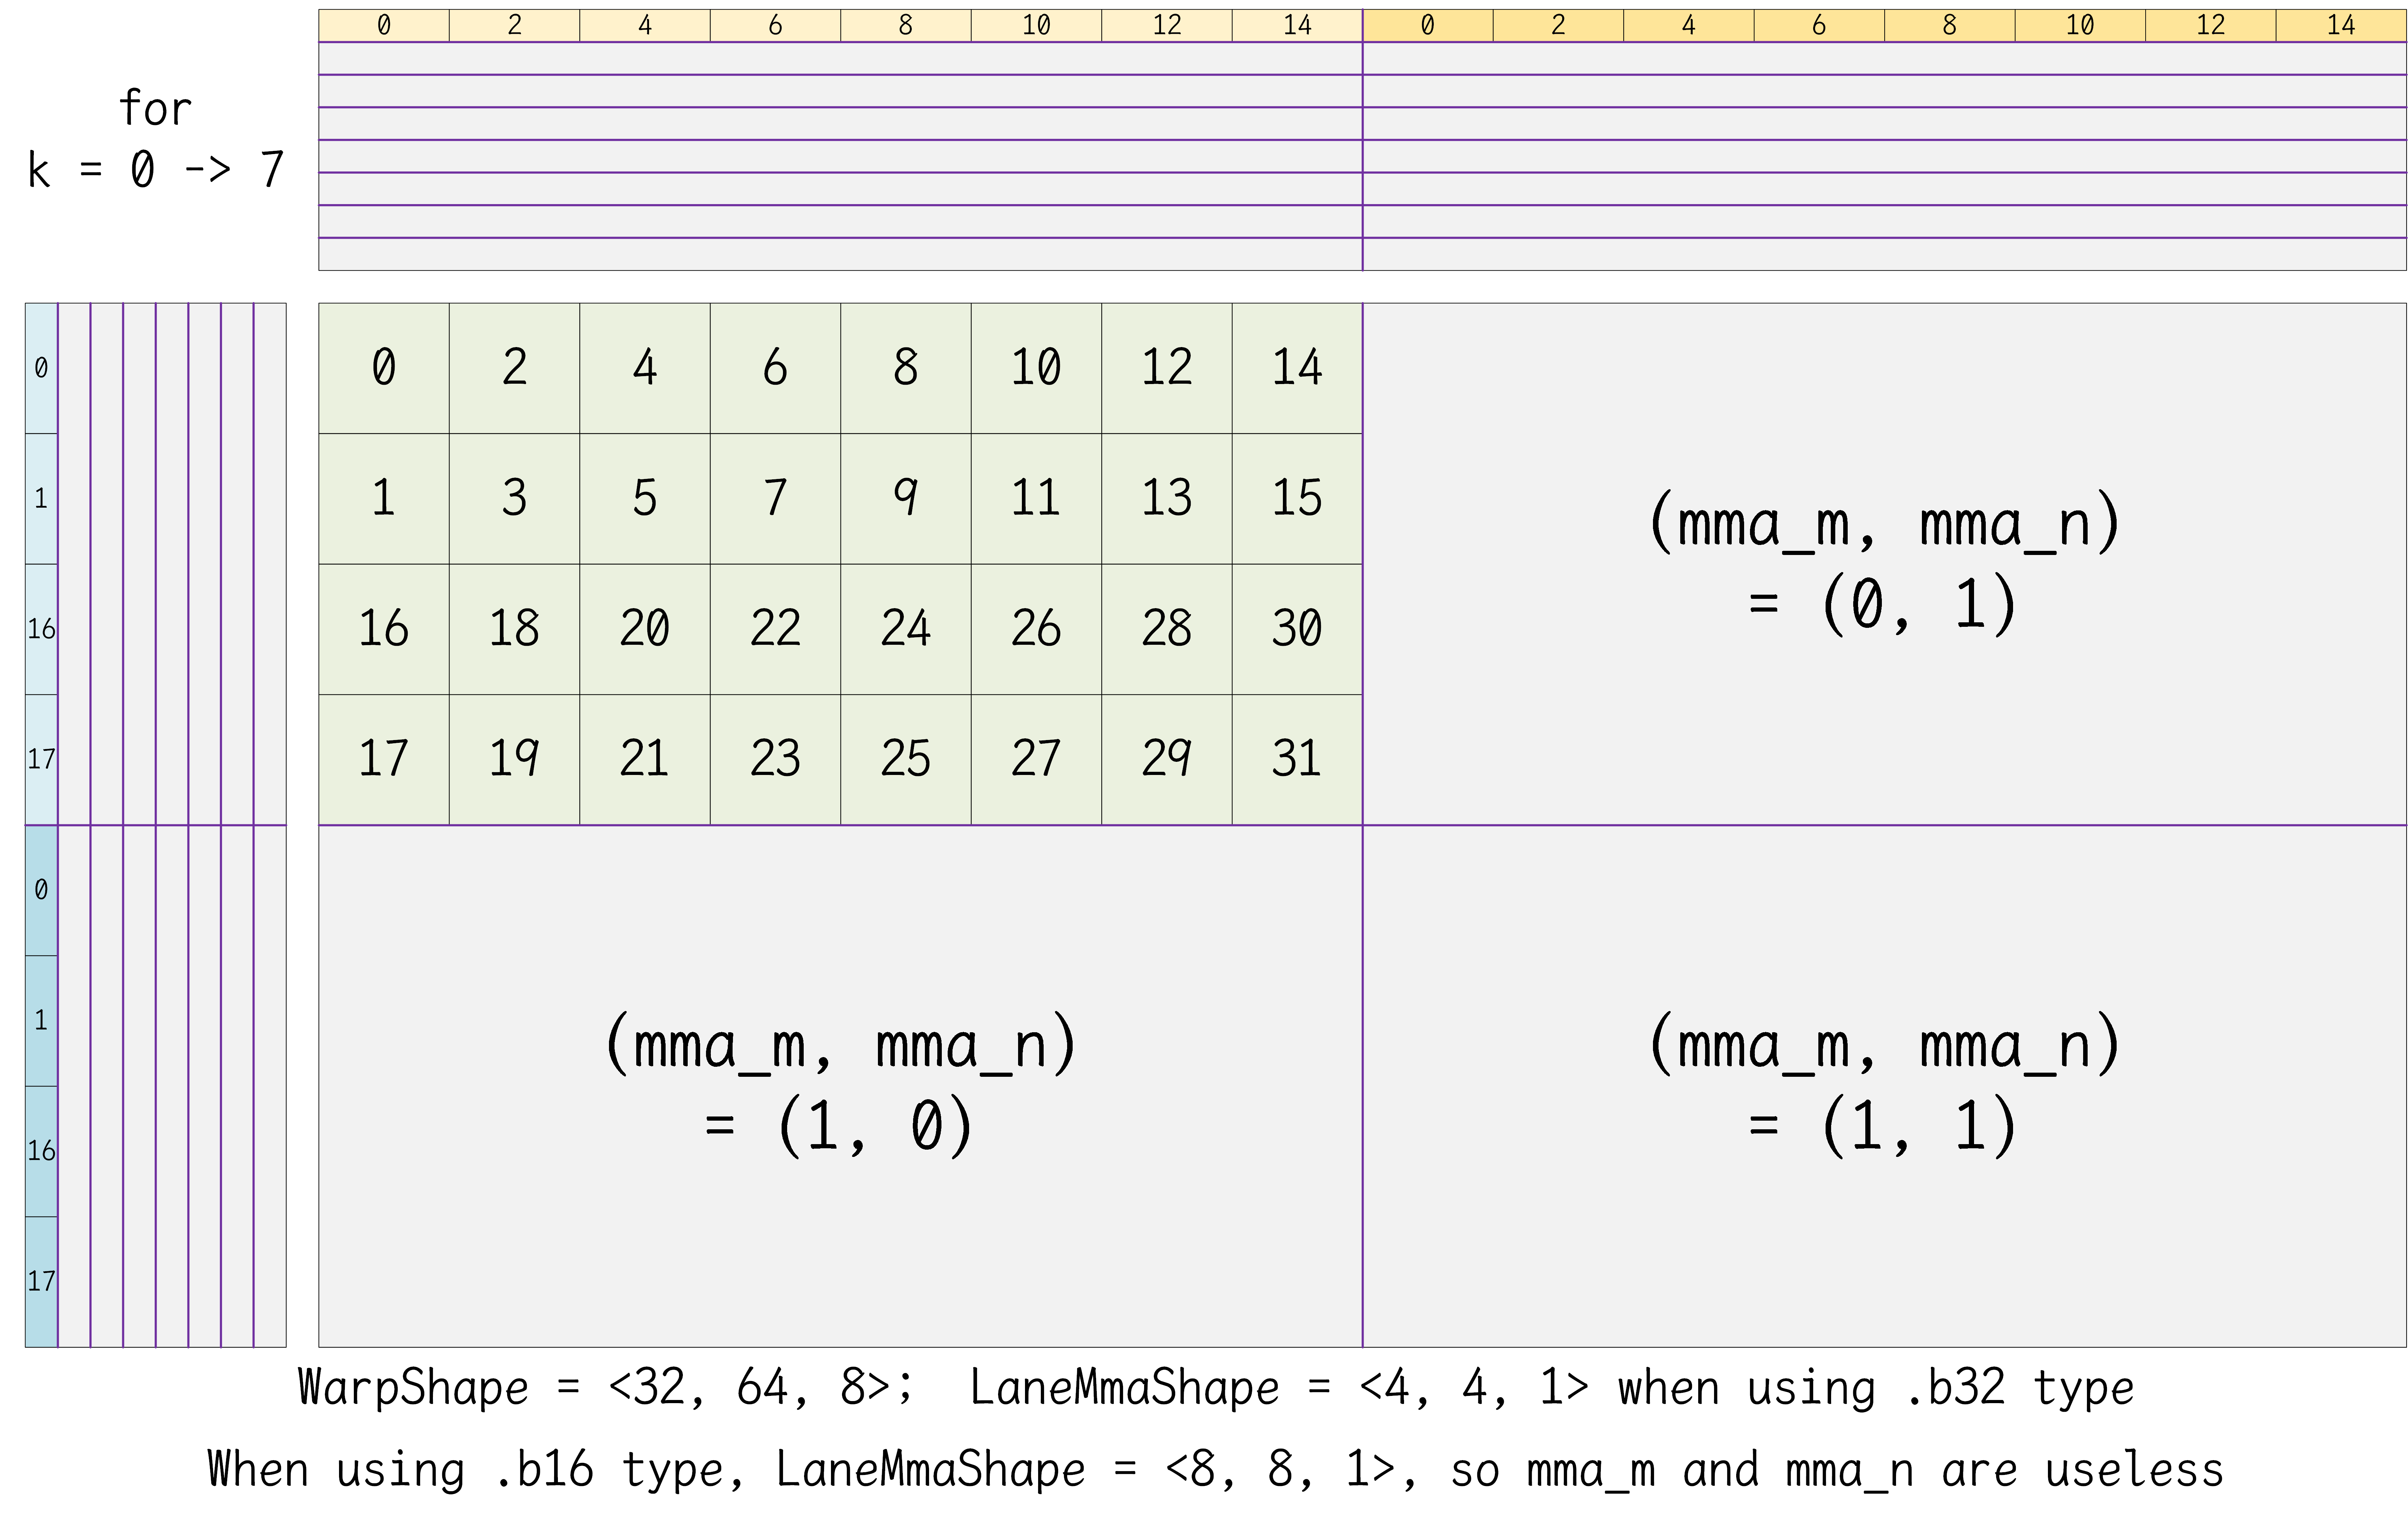 0 2 4 6 8 10 12 14 0 2 4 6 8 10 12 14
for
k = 0 -> 7
0 0 2 4 6 8 10 12 14
1 1 3 5 7 9 11 13 15
(mma_m, mma_n)
= (0, 1)
16 16 18 20 22 24 26 28 30
17 17 19 21 23 25 27 29 31
0
1
16
17
(mma_m, mma_n)
= (1, 0)
(mma_m, mma_n)
= (1, 1)
WarpShape = <32, 64, 8>; LaneMmaShape = <4, 4, 1> when using .b32 type
When using .b16 type, LaneMmaShape = <8, 8, 1>, so mma_m and mma_n are useless